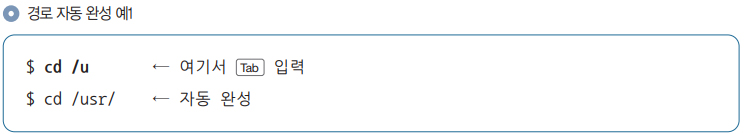 경로 자동 완성 예1
$ cd /u ← 여기서 Tab 입력
$ cd /usr/ ← 자동 완성